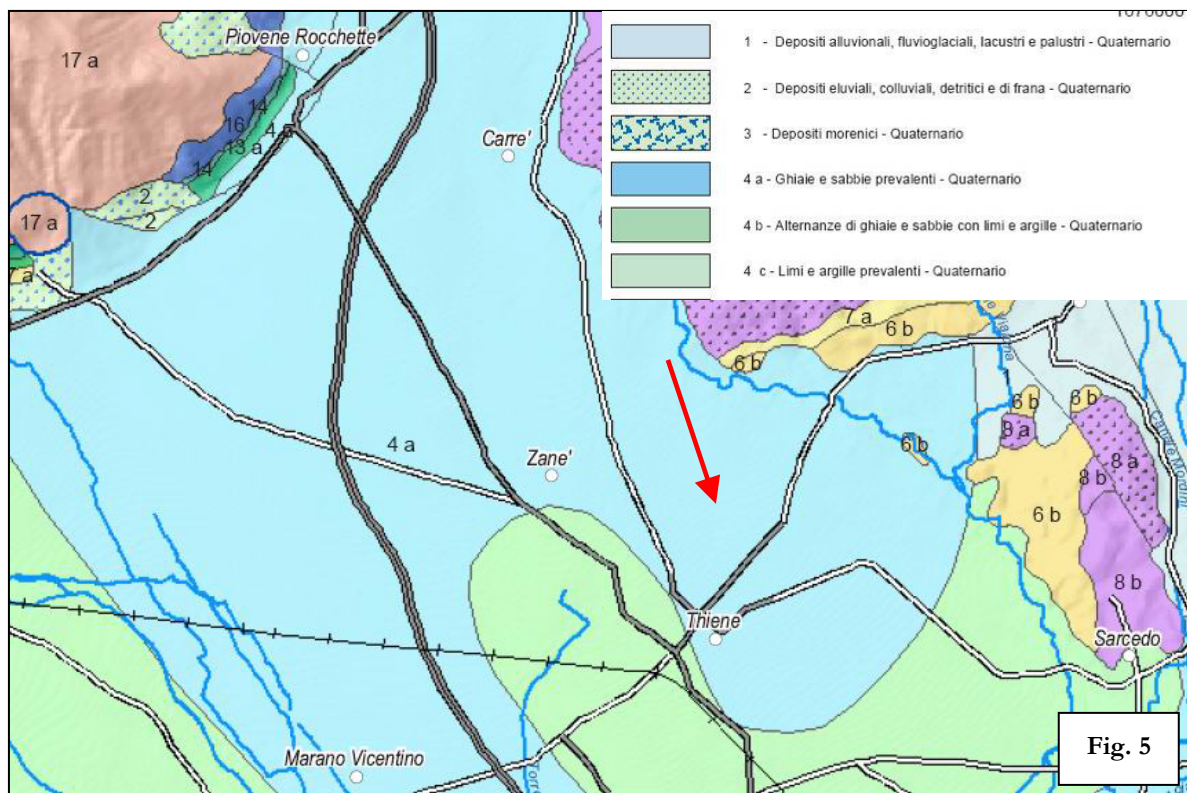 Piovene Rocchette
17 a
14
16
4 a
13 a
14
2
2
17 a
7 a
Carre'
1 - Depositi alluvionali, fluvioglaciali, lacustri e palustri - Quaternario
2 - Depositi eluviali, colluviali, detritici e di frana - Quaternario
3 - Depositi morenici - Quaternario
4 a - Ghiaie e sabbie prevalenti - Quaternario
4 b - Alternanze di ghiaie e sabbie con limi e argille - Quaternario
4 c - Limi e argille prevalenti - Quaternario
7 a
6 b
6 b
6 b
6 b
8 a
6 b
8 a
8 b
6 b
8 b
4 a
Zane'
Thiene
Sarcedo
Marano Vicentino
Canale Mordini
Fig. 5